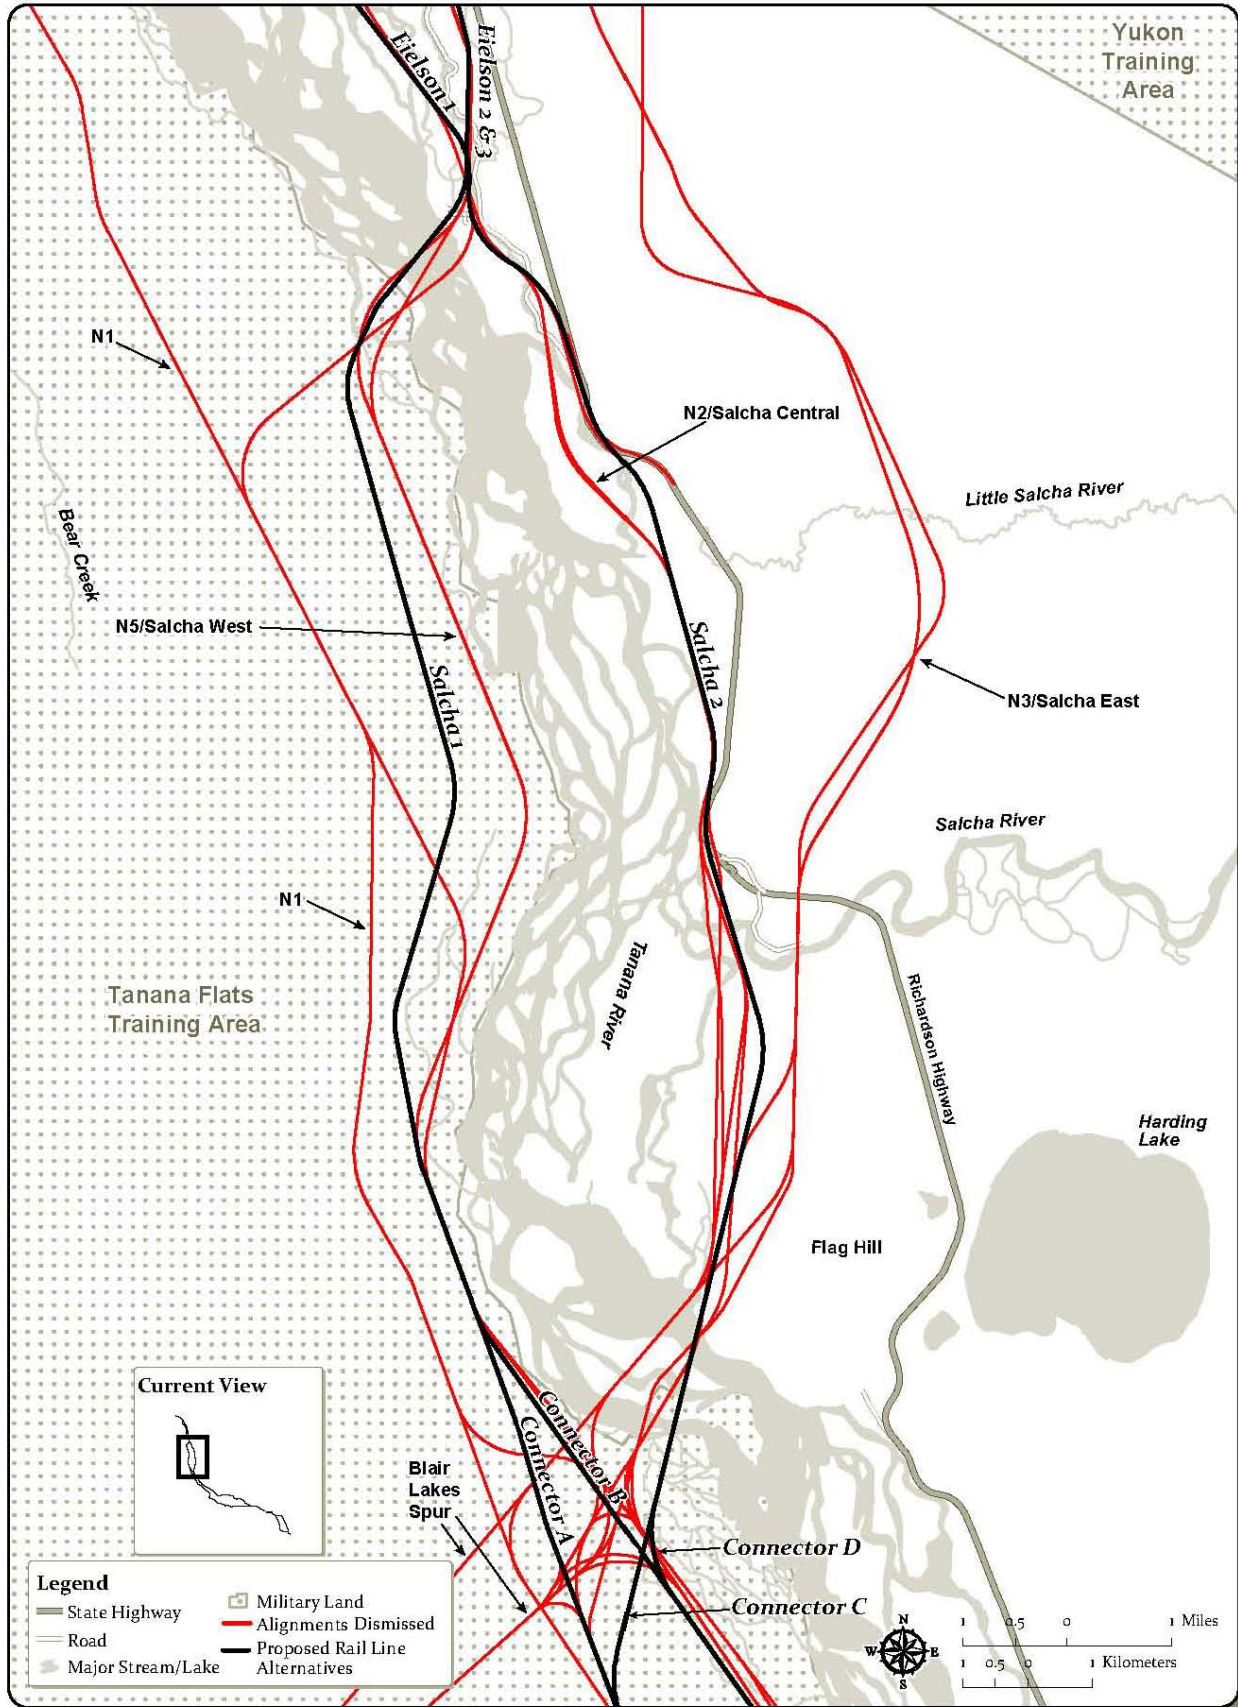 Yukon
Training
Area
Eielson 1
Eielson 2 & 3
N1
N2/Salcha Central
Little Salcha River
Bear Creek
N5/Salcha West
Salcha 1
Salcha 2
N3/Salcha East
Salcha River
N1
Tanana Flats
Training Area
Tanana River
Richardson Highway
Harding
Lake
Flag Hill
Current View
Connector B
Connector A
Blair
Lakes
Spur
Connector D
Connector C
Legend
State Highway
Road
Major Stream/Lake
Military Land
Alignments Dismissed
Proposed Rail Line
Alternatives
N
W E
S
1 0.5 0 1 Miles
1 0.5 0 1 Kilometers